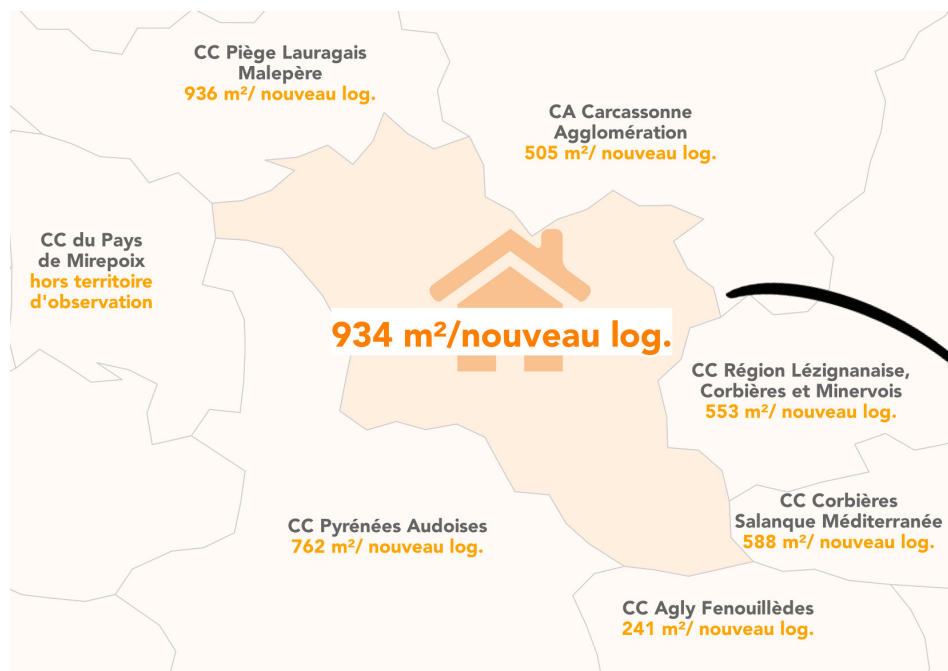 CC Piège Lauragais
Malepère
936 m²/ nouveau log.
CA Carcassonne
Agglomération
505 m²/ nouveau log.
CC du Pays
de Mirepoix
hors territoire
d'observation
934 m²/nouveau log.
CC Région Lézignanaise,
Corbières et Minervois
553 m²/ nouveau log.
CC Corbières
Salanque Méditerranée
588 m²/ nouveau log.
CC Pyrénées Audoises
762 m²/ nouveau log.
CC Agly Fenouillèdes
241 m²/ nouveau log.